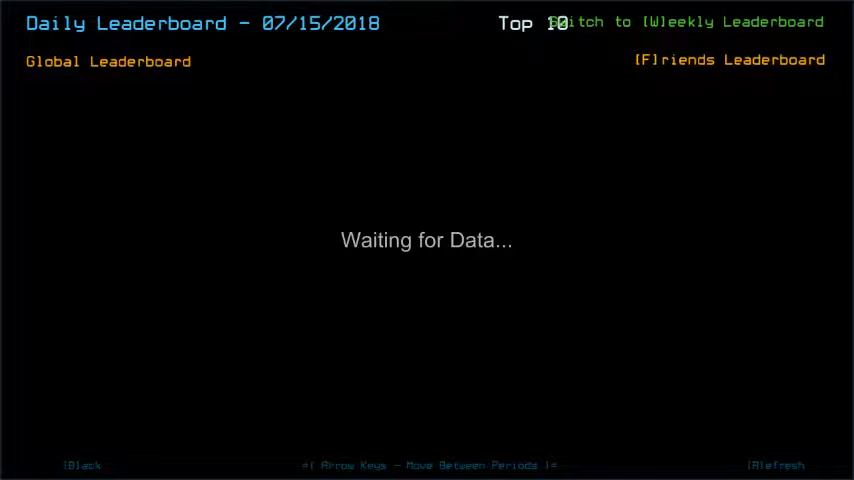 Daily Leaderboard - 07/15/2018
Top 10
Switch to [W]eekly Leaderboard
Global Leaderboard
[F]riends Leaderboard
Waiting for Data...
[B]ack
=[ Arrow Keys - Move Between Periods ]=
[R]efresh